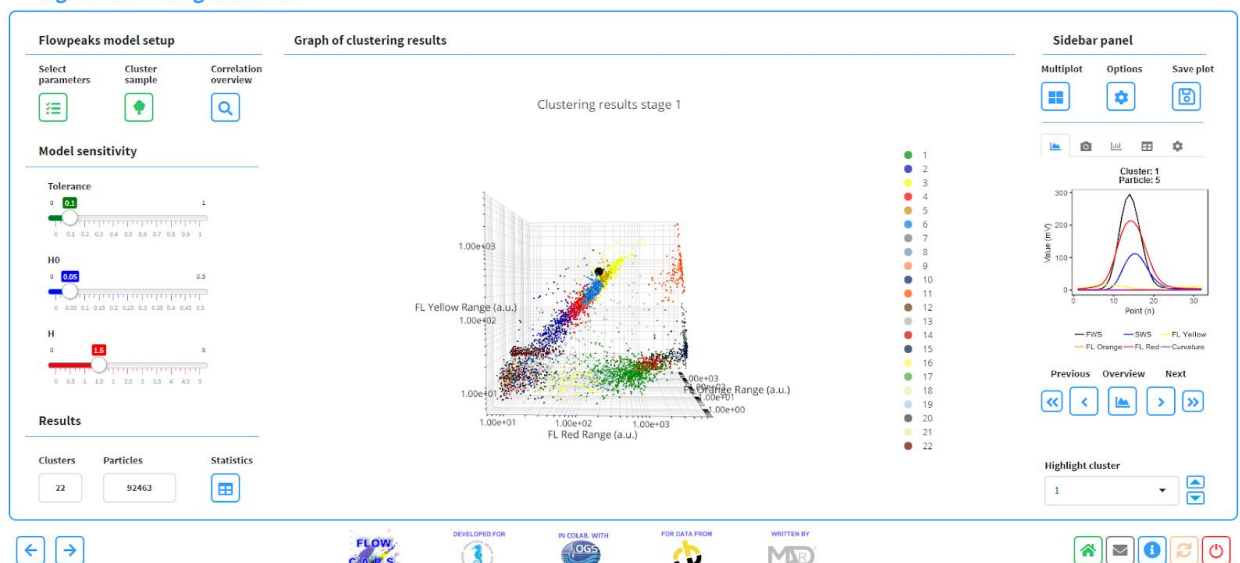 Flowpeaks model setup
Graph of clustering results
Sidebar panel
Select parameters
Cluster sample
Correlation overview
Multiplot
Options
Save plot
Clustering results stage 1
Model sensitivity
Tolerance
0 0.1 1
0 0.1 0.2 0.3 0.4 0.5 0.6 0.7 0.8 0.9 1
H0
0 0.05 0.5
0 0.05 0.15 0.2 0.25 0.3 0.35 0.4 0.45 0.5
H
0 1.5 5
0 0.5 1 1.5 2 2.5 3 3.5 4 4.5 5
Results
Clusters
Particles
Statistics
22
92463
1.00e+03
FL Yellow Range (a.u.)
1.00e+02
1.00e+01
1.00e+01
1.00e+02
1.00e+03
FL Red Range (a.u.)
1.00e+03
1.00e+01
1.00e+00
FL Orange Range (a.u.)
1
2
3
4
5
6
7
8
9
10
11
12
13
14
15
16
17
18
19
20
21
22
Cluster: 1
Particle: 5
Value (mV)
300
200
100
0
0 10 20 30
Point (n)
FWS SWS FL Yellow
FL Orange FL Red Curvature
Previous
Overview
Next
Highlight cluster
1
FLOW
DEVELOPED FOR
IN COLAB. WITH
OGS
FOR DATA FROM
WRITTEN BY